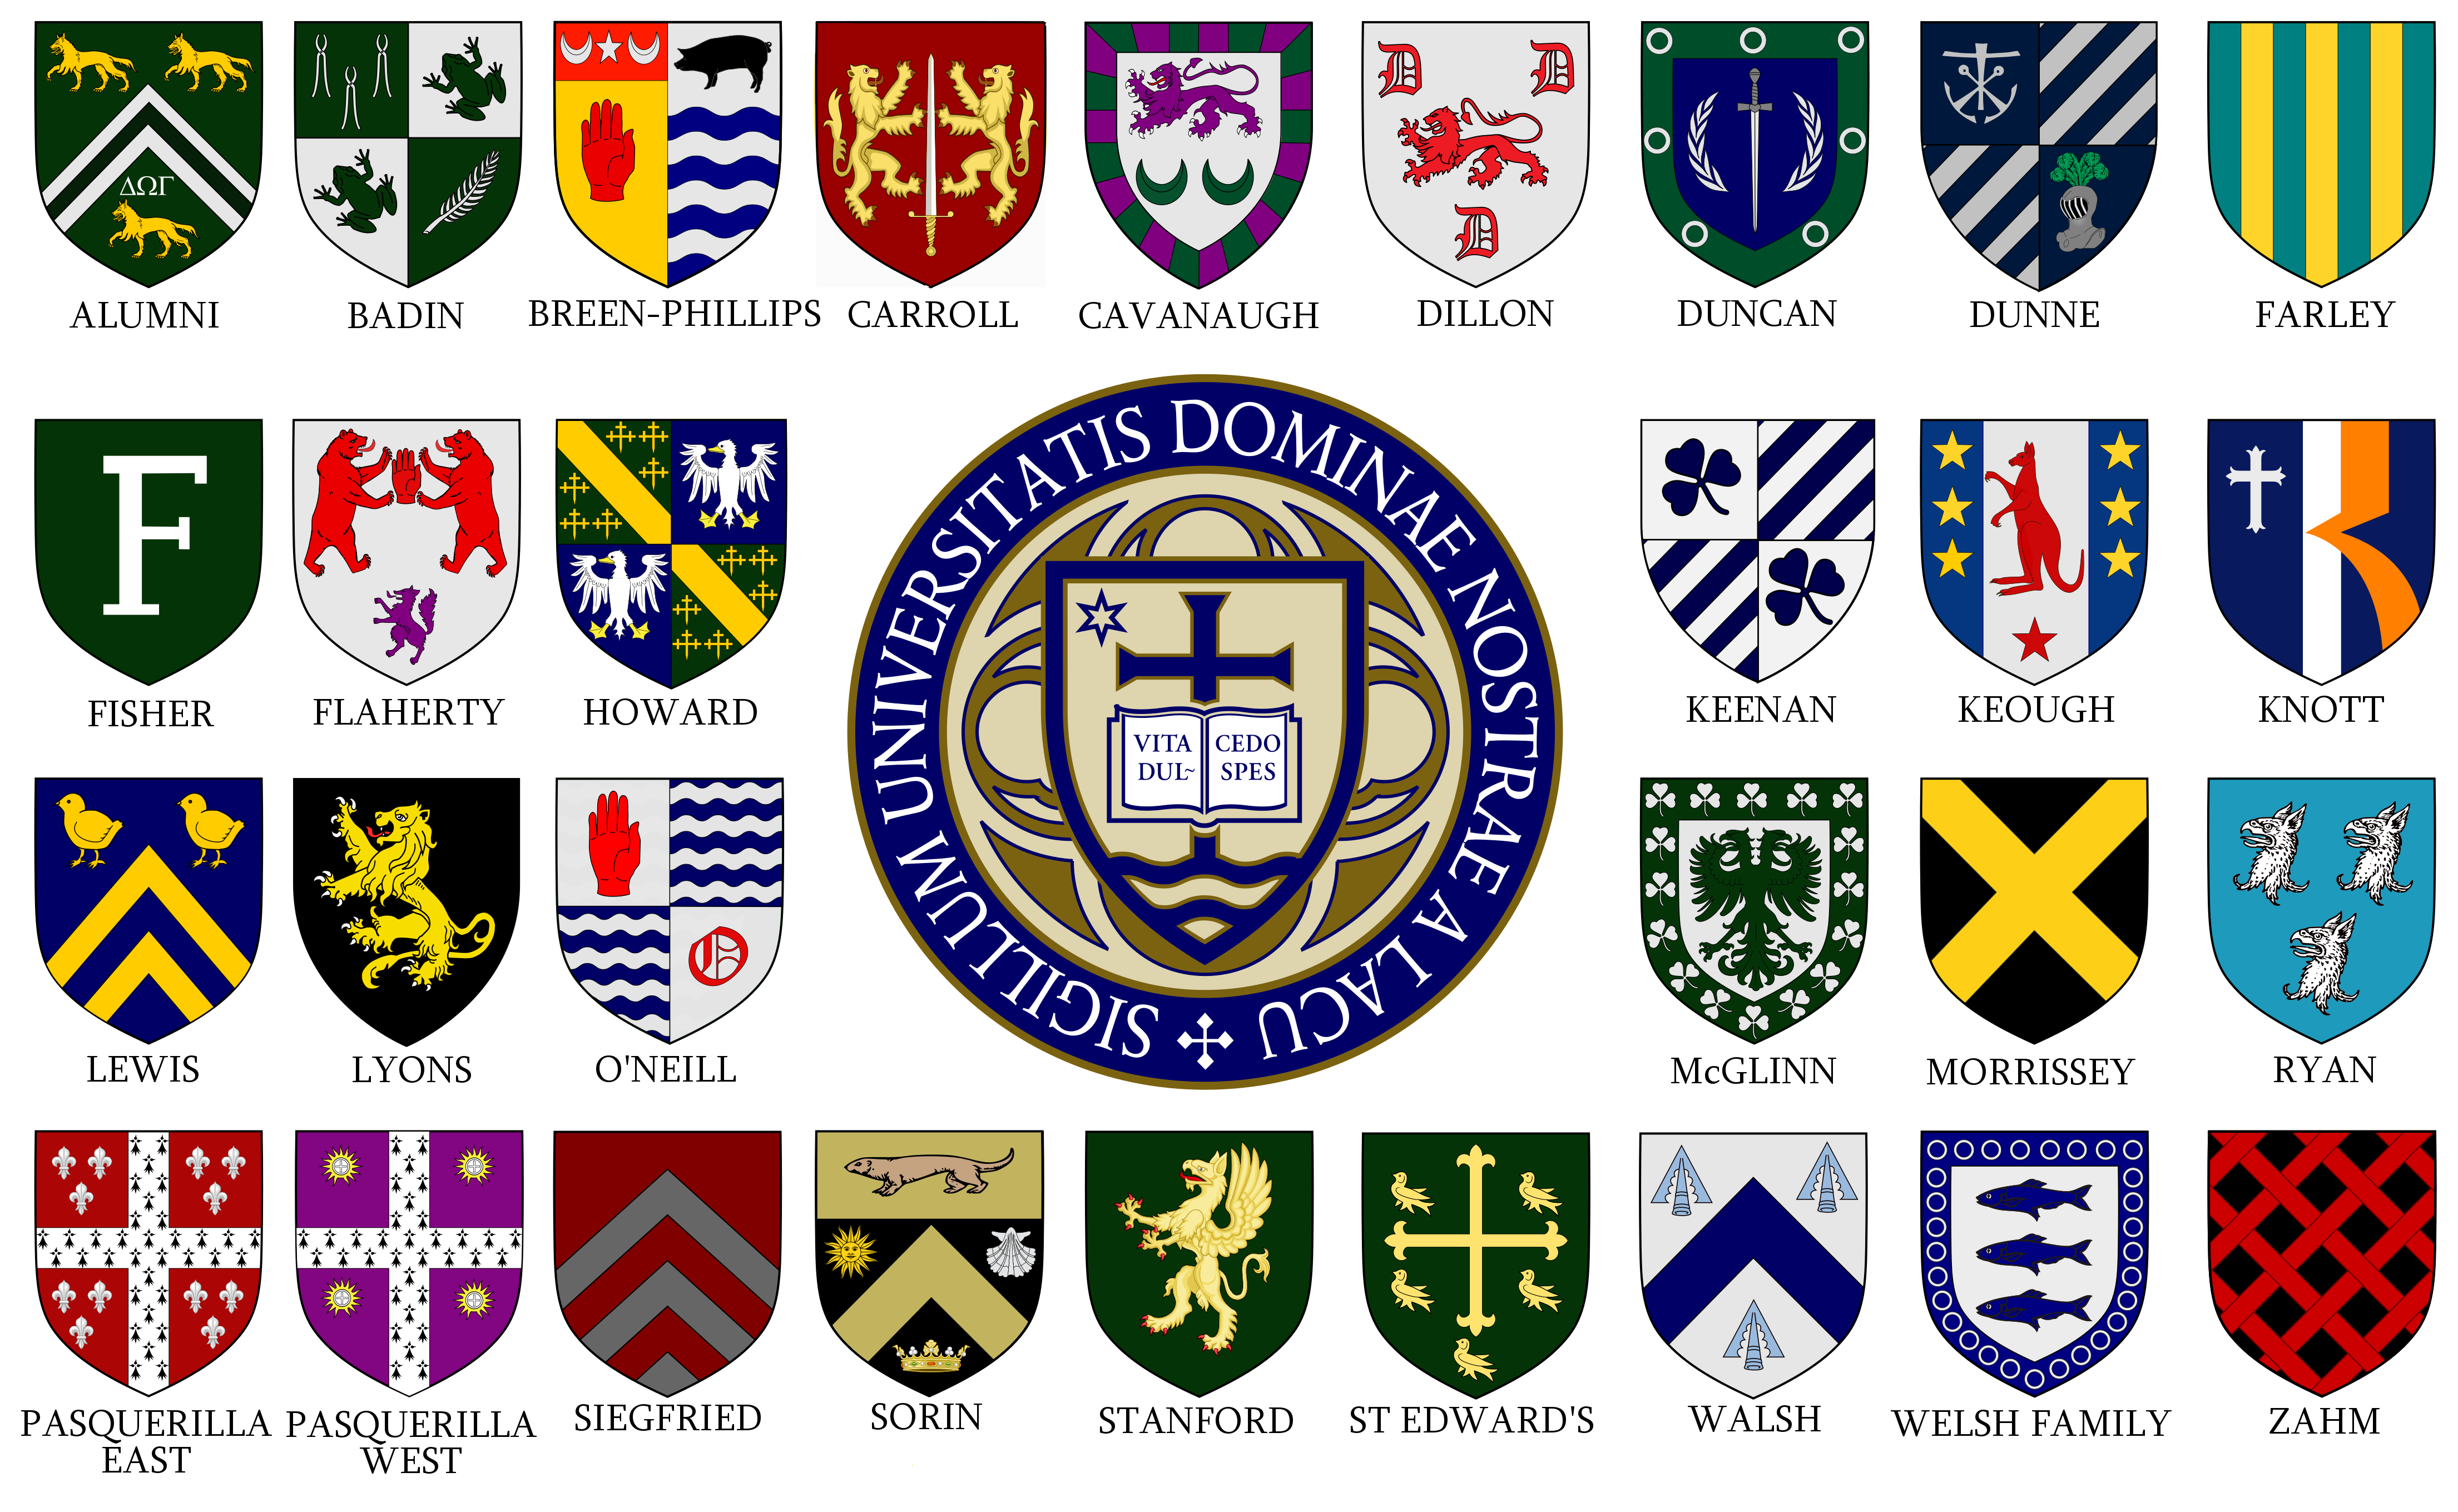 ΔΩΓ
D D
D
ALUMNI BADIN BREEN-PHILLIPS CARROLL CAVANAUGH DILLON DUNCAN DUNNE FARLEY
F
FISHER FLAHERTY HOWARD
SIGILLUM UNIVERSITATIS DOMINAE NOSTRAE A LACU
VITA CEDO
DUL~ SPES
KEENAN KEOUGH KNOTT
O
LEWIS LYONS O'NEILL McGLINN MORRISSEY RYAN
PASQUERILLA
EAST
PASQUERILLA
WEST
SIEGFRIED SORIN STANFORD ST EDWARD'S WALSH WELSH FAMILY ZAHM